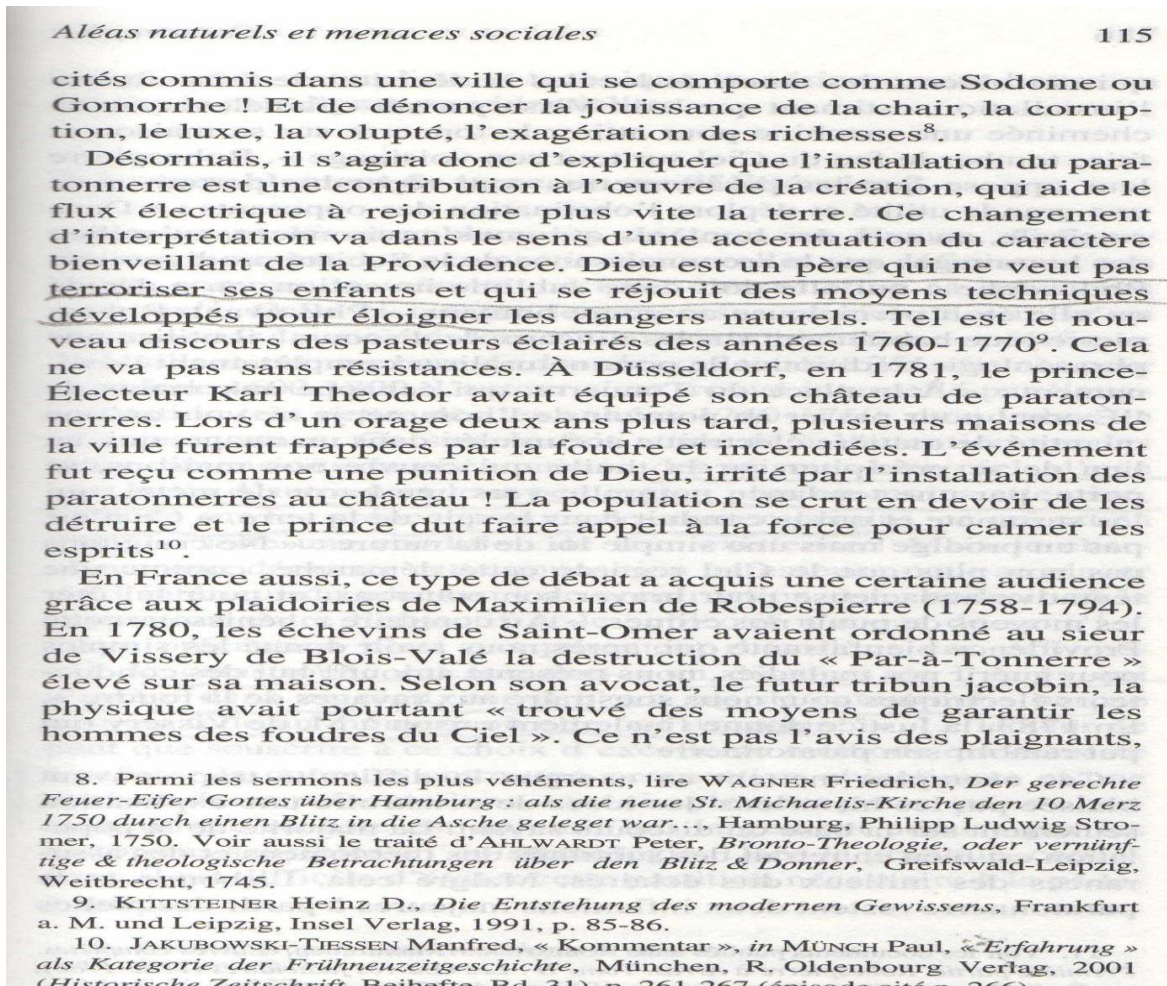 Aléas naturels et menaces sociales 115
cités commis dans une ville qui se comporte comme Sodome ou
Gomorrhe ! Et de dénoncer la jouissance de la chair, la corrup-
tion, le luxe, la volupté, l'exagération des richesses⁸.
Désormais, il s'agira donc d'expliquer que l'installation du para-
tonnerre est une contribution à l'œuvre de la création, qui aide le
flux électrique à rejoindre plus vite la terre. Ce changement
d'interprétation va dans le sens d'une accentuation du caractère
bienveillant de la Providence. Dieu est un père qui ne veut pas
terroriser ses enfants et qui se réjouit des moyens techniques
développés pour éloigner les dangers naturels. Tel est le nou-
veau discours des pasteurs éclairés des années 1760-1770⁹. Cela
ne va pas sans résistances. À Düsseldorf, en 1781, le prince-
Électeur Karl Theodor avait équipé son château de paraton-
nerres. Lors d'un orage deux ans plus tard, plusieurs maisons de
la ville furent frappées par la foudre et incendiées. L'événement
fut reçu comme une punition de Dieu, irrité par l'installation des
paratonnerres au château ! La population se crut en devoir de les
détruire et le prince dut faire appel à la force pour calmer les
esprits¹⁰.
En France aussi, ce type de débat a acquis une certaine audience
grâce aux plaidoiries de Maximilien de Robespierre (1758-1794).
En 1780, les échevins de Saint-Omer avaient ordonné au sieur
de Vissery de Bois-Valé la destruction du « Par-à-Tonnerre »
élevé sur sa maison. Selon son avocat, le futur tribun jacobin, la
physique avait pourtant « trouvé des moyens de garantir les
hommes des foudres du Ciel ». Ce n'est pas l'avis des plaignants,
8. Parmi les sermons les plus véhéments, lire WAGNER Friedrich, Der gerechte
Feuer-Eifer Gottes über Hamburg : als die neue St. Michaelis-Kirche den 10 Merz
1750 durch einen Blitz in die Asche geleget war..., Hamburg, Philipp Ludwig Stro-
mer, 1750. Voir aussi le traité d'AHLWARDT Peter, Bronto-Theologie, oder vernünf-
tige & theologische Betrachtungen über den Blitz & Donner, Greifswald-Leipzig,
Weitbrecht, 1745.
9. KITTSTEINER Heinz D., Die Entstehung des modernen Gewissens, Frankfurt
a. M. und Leipzig, Insel Verlag, 1991, p. 85-86.
10. JAKUBOWSKI-TIESSEN Manfred, « Kommentar », in MÜNCH Paul, « Erfahrung »
als Kategorie der Frühneuzeitgeschichte, München, R. Oldenbourg Verlag, 2001
(Historische Zeitschrift, Beihefte, Bd. 31), p. 261-267 (épisode cité p. 266).